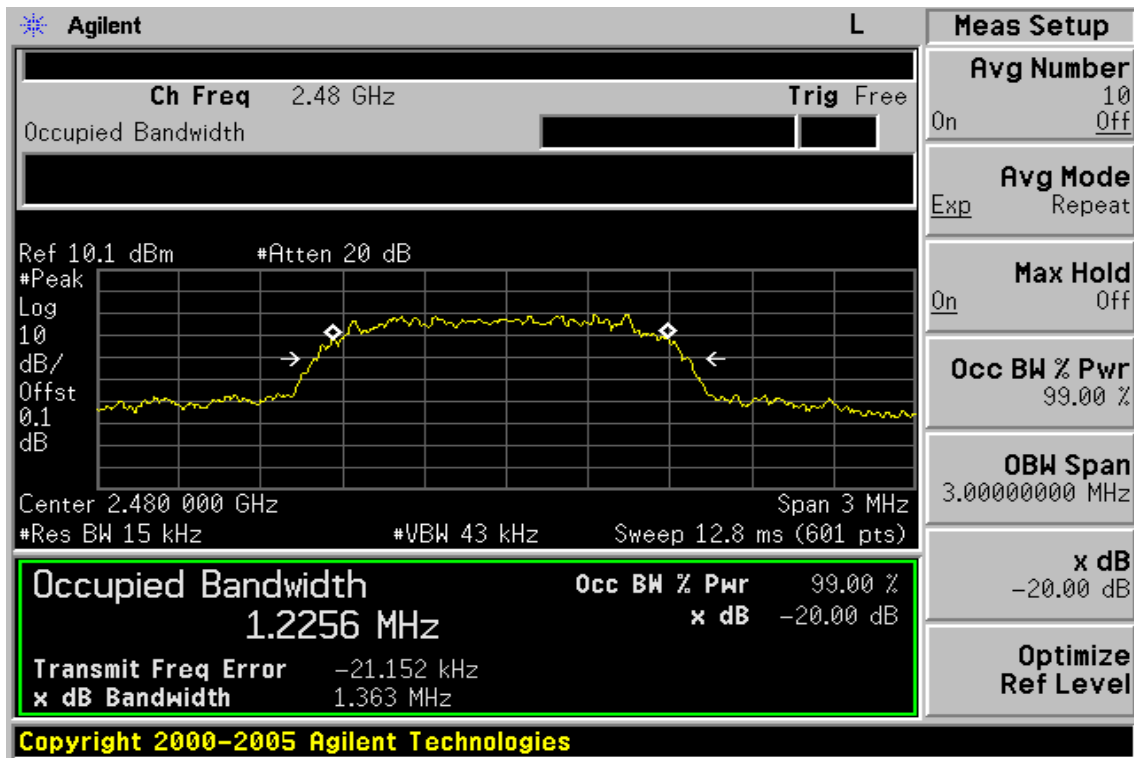 Agilent L
Ch Freq 2.48 GHz Trig Free
Occupied Bandwidth
Ref 10.1 dBm #Atten 20 dB
#Peak
Log
10
dB/
Offst
0.1
dB
Center 2.480 000 GHz Span 3 MHz
#Res BW 15 kHz #VBW 43 kHz Sweep 12.8 ms (601 pts)
Occupied Bandwidth
1.2256 MHz
Occ BW % Pwr 99.00 %
x dB -20.00 dB
Transmit Freq Error -21.152 kHz
x dB Bandwidth 1.363 MHz
Copyright 2000-2005 Agilent Technologies
Meas Setup
Avg Number
10
On Off
Avg Mode
Exp Repeat
Max Hold
On Off
Occ BW % Pwr
99.00 %
OBW Span
3.00000000 MHz
x dB
-20.00 dB
Optimize
Ref Level